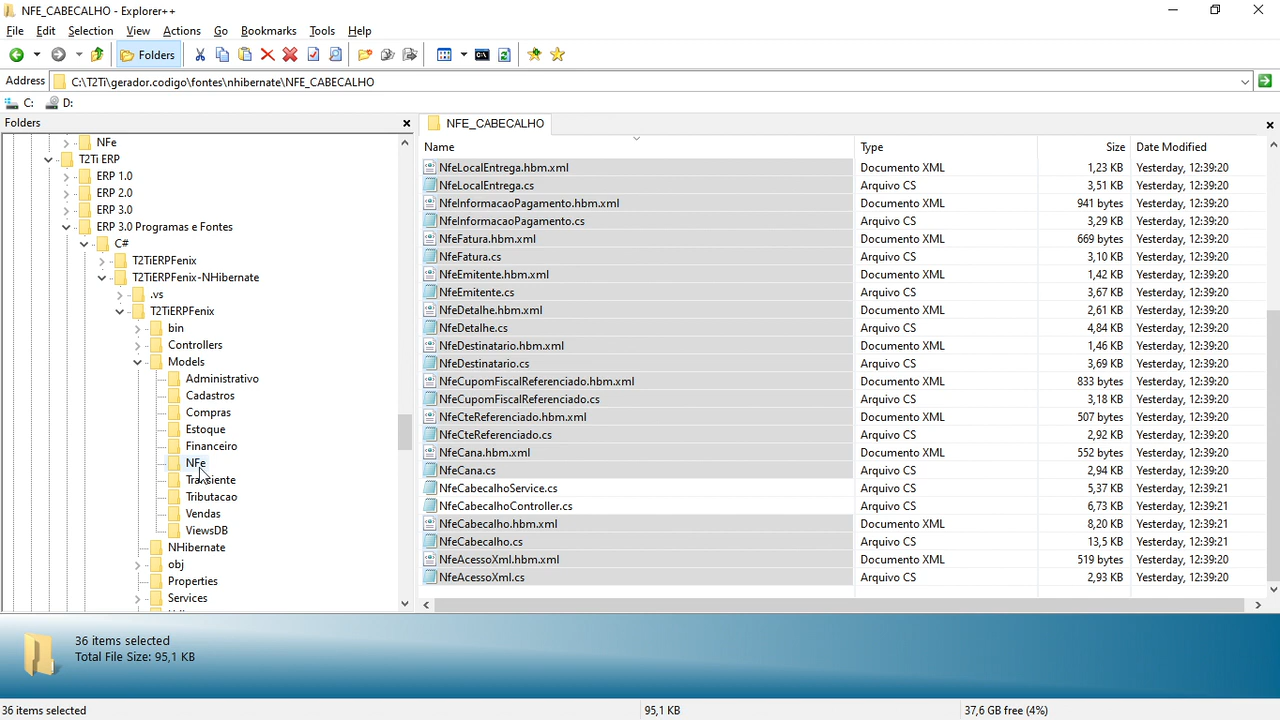 NFE_CABECALHO - Explorer++
File Edit Selection View Actions Go Bookmarks Tools Help
Folders
Address C:\T2Ti\gerador.codigo\fontes\nhibernate\NFE_CABECALHO
C: D:
Folders
NFe
T2Ti ERP
ERP 1.0
ERP 2.0
ERP 3.0
ERP 3.0 Programas e Fontes
C#
T2TiERPFenix
T2TiERPFenix-NHibernate
.vs
T2TiERPFenix
bin
Controllers
Models
Administrativo
Cadastros
Compras
Estoque
Financeiro
NFe
Transiente
Tributacao
Vendas
ViewsDB
NHibernate
obj
Properties
Services
NFE_CABECALHO
Name Type Size Date Modified
NfeLocalEntrega.hbm.xml Documento XML 1,23 KB Yesterday, 12:39:20
NfeLocalEntrega.cs Arquivo CS 3,51 KB Yesterday, 12:39:20
NfeInformacaoPagamento.hbm.xml Documento XML 941 bytes Yesterday, 12:39:20
NfeInformacaoPagamento.cs Arquivo CS 3,29 KB Yesterday, 12:39:20
NfeFatura.hbm.xml Documento XML 669 bytes Yesterday, 12:39:20
NfeFatura.cs Arquivo CS 3,10 KB Yesterday, 12:39:20
NfeEmitente.hbm.xml Documento XML 1,42 KB Yesterday, 12:39:20
NfeEmitente.cs Arquivo CS 3,67 KB Yesterday, 12:39:20
NfeDetalhe.hbm.xml Documento XML 2,61 KB Yesterday, 12:39:20
NfeDetalhe.cs Arquivo CS 4,84 KB Yesterday, 12:39:20
NfeDestinatario.hbm.xml Documento XML 1,46 KB Yesterday, 12:39:20
NfeDestinatario.cs Arquivo CS 3,69 KB Yesterday, 12:39:20
NfeCupomFiscalReferenciado.hbm.xml Documento XML 833 bytes Yesterday, 12:39:20
NfeCupomFiscalReferenciado.cs Arquivo CS 3,18 KB Yesterday, 12:39:20
NfeCteReferenciado.hbm.xml Documento XML 507 bytes Yesterday, 12:39:20
NfeCteReferenciado.cs Arquivo CS 2,92 KB Yesterday, 12:39:20
NfeCana.hbm.xml Documento XML 552 bytes Yesterday, 12:39:20
NfeCana.cs Arquivo CS 2,94 KB Yesterday, 12:39:20
NfeCabecalhoService.cs Arquivo CS 5,37 KB Yesterday, 12:39:21
NfeCabecalhoController.cs Arquivo CS 6,73 KB Yesterday, 12:39:21
NfeCabecalho.hbm.xml Documento XML 8,20 KB Yesterday, 12:39:21
NfeCabecalho.cs Arquivo CS 13,5 KB Yesterday, 12:39:21
NfeAcessoXml.hbm.xml Documento XML 519 bytes Yesterday, 12:39:20
NfeAcessoXml.cs Arquivo CS 2,93 KB Yesterday, 12:39:20
36 items selected
Total File Size: 95,1 KB
36 items selected 95,1 KB 37,6 GB free (4%)